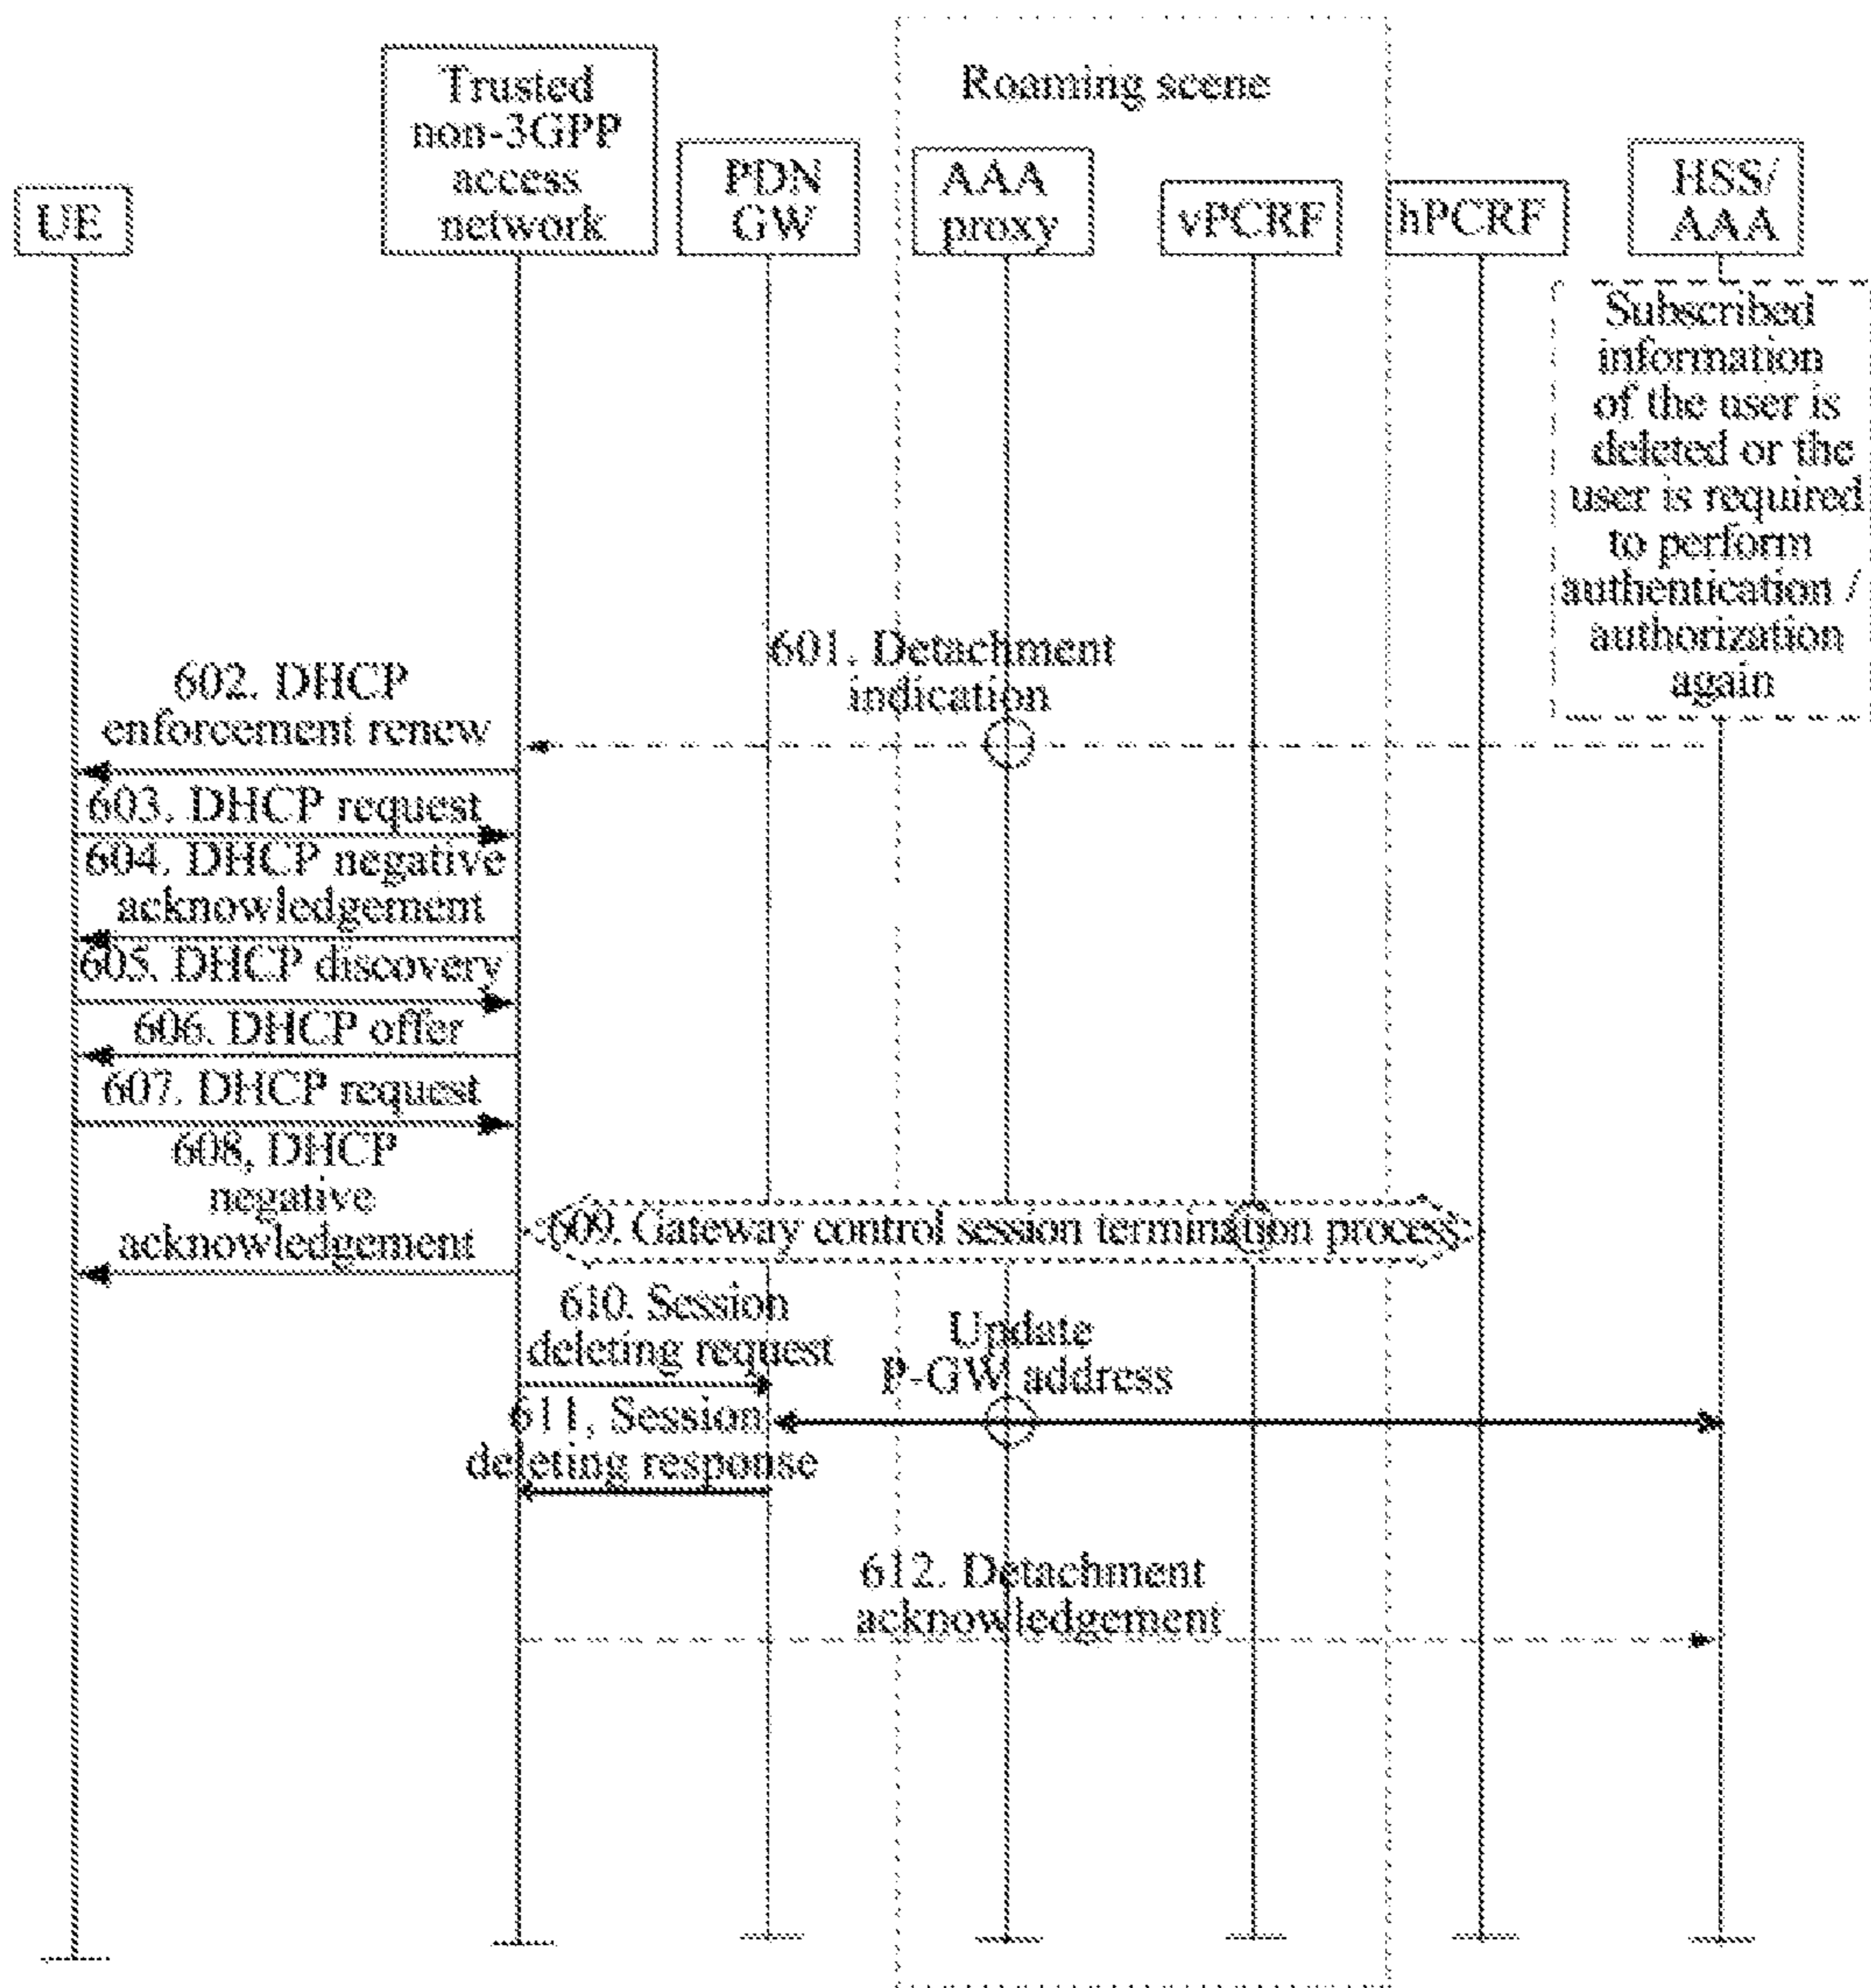 Roaming scene
UE
Trusted
non-3GPP
access
network
PDN
GW
AAA
proxy
vPCRF
hPCRF
HSS/
AAA
Subscribed
information
of the user is
deleted or the
user is required
to perform
authentication /
authorization
again
601. Detachment
indication
602. DHCP
enforcement renew
603. DHCP request
604. DHCP negative
acknowledgement
605. DHCP discovery
606. DHCP offer
607. DHCP request
608, DHCP
negative
acknowledgement
609. Gateway control session termination process
610. Session
deleting request
Update
P-GW address
611, Session
deleting response
612. Detachment
acknowledgement